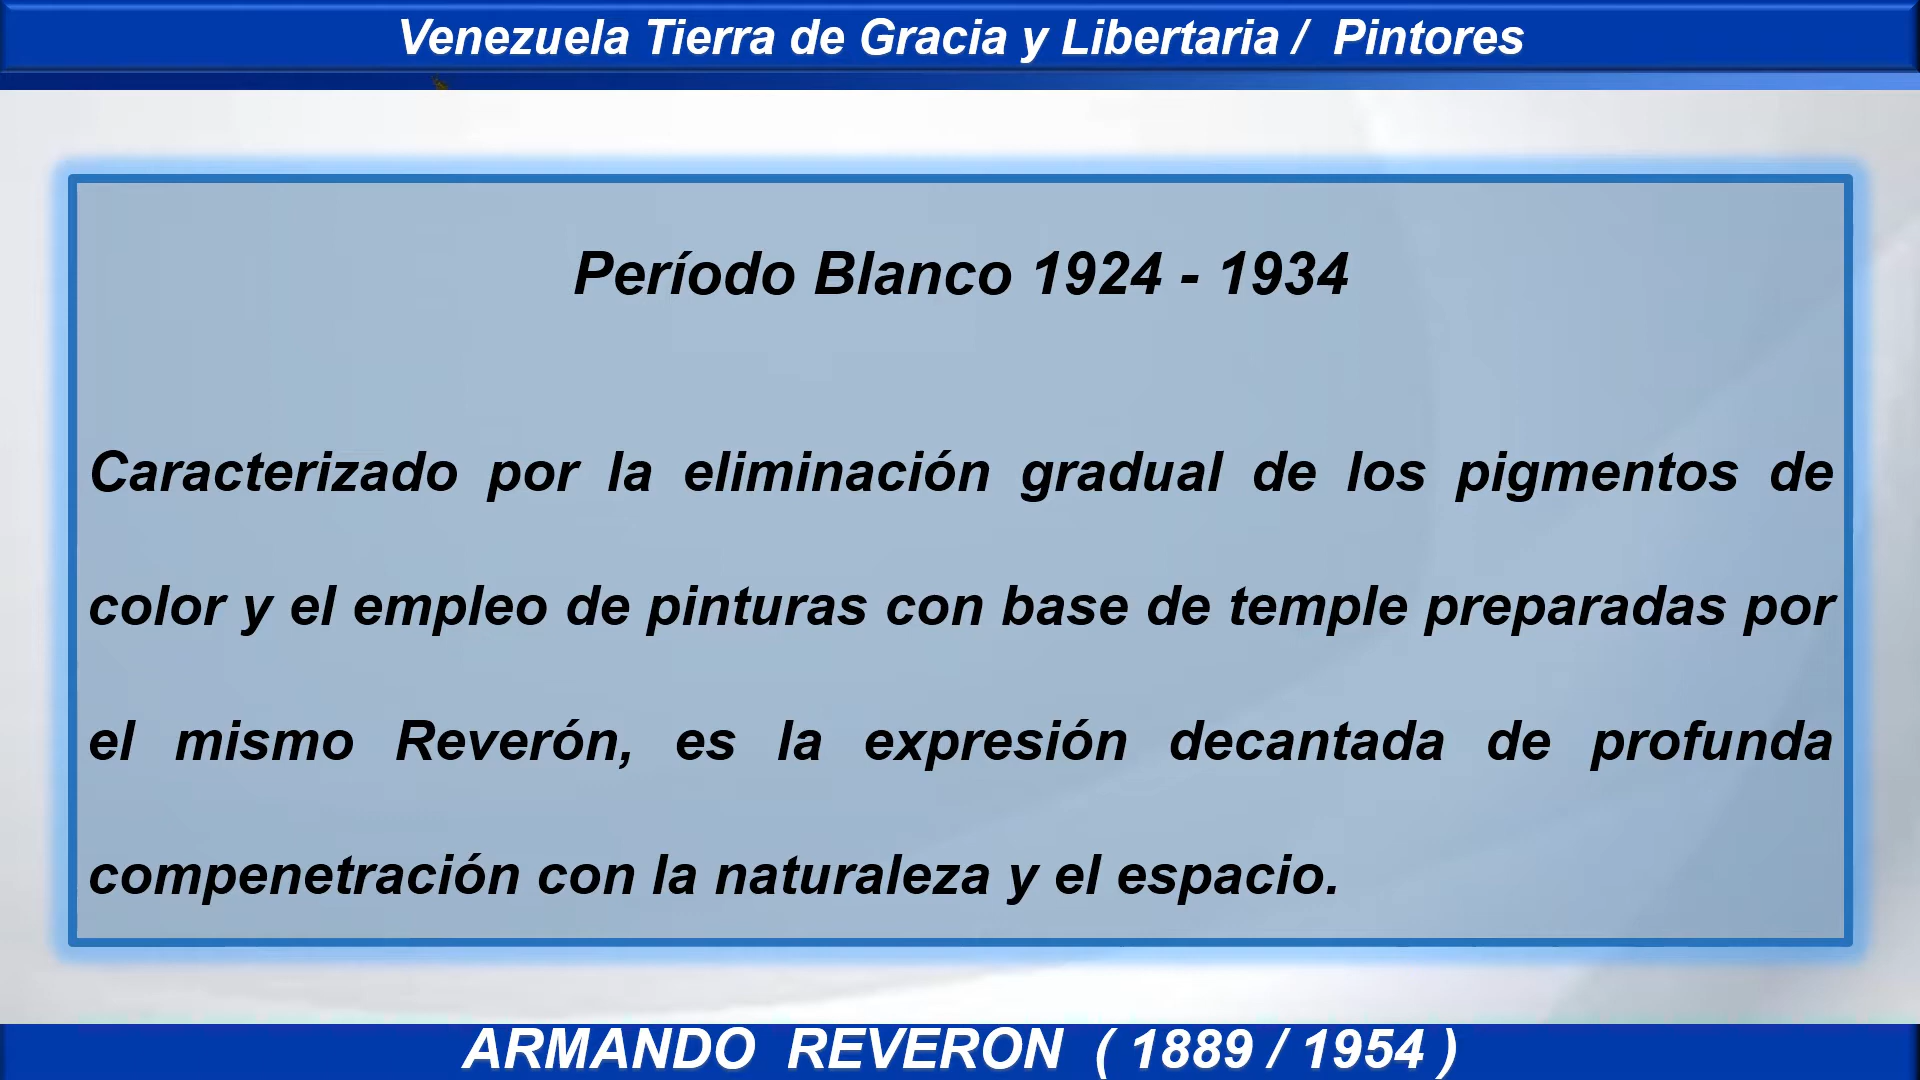 Venezuela Tierra de Gracia y Libertaria / Pintores
Período Blanco 1924 - 1934
Caracterizado por la eliminación gradual de los pigmentos de
color y el empleo de pinturas con base de temple preparadas por
el mismo Reverón, es la expresión decantada de profunda
compenetración con la naturaleza y el espacio.
ARMANDO REVERON ( 1889 / 1954 )